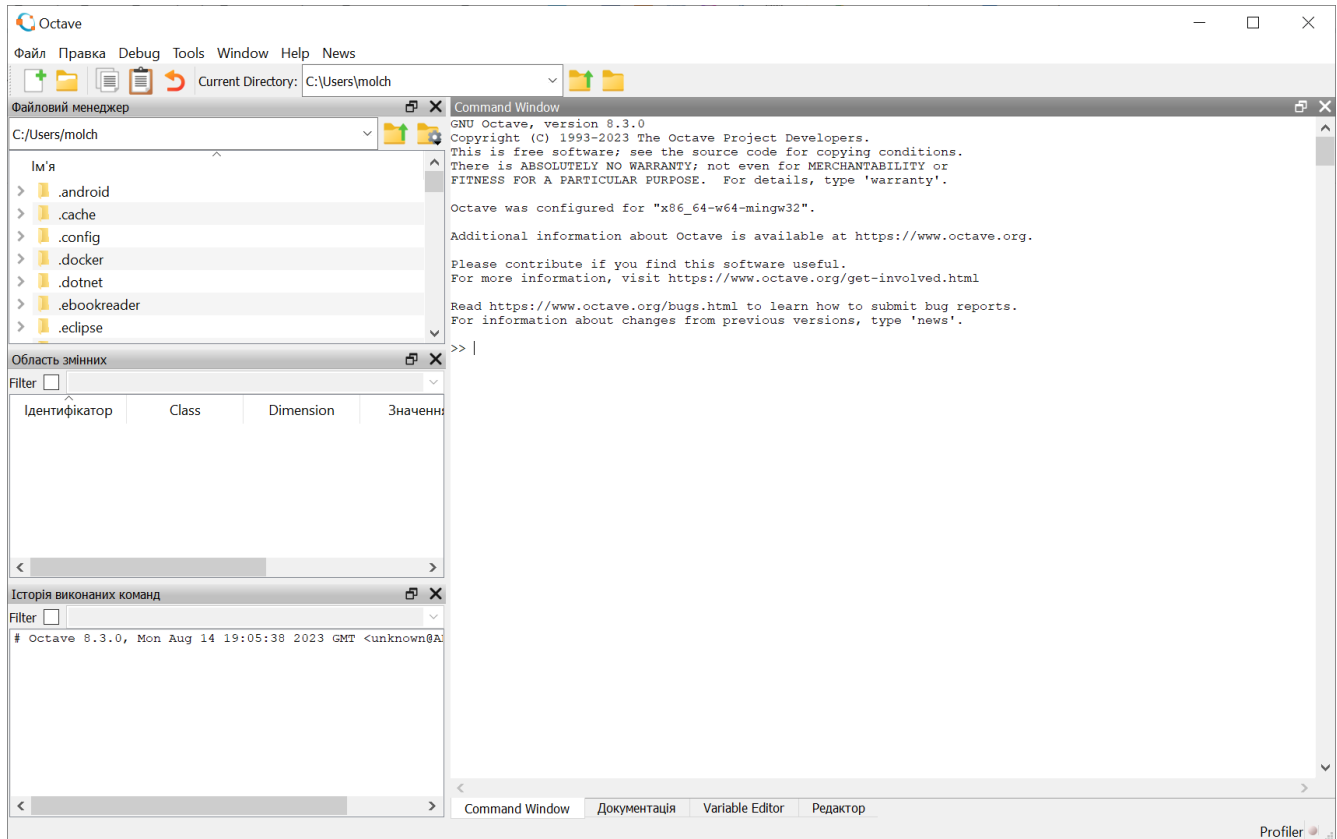 Octave
Файл Правка Debug Tools Window Help News
Current Directory: C:\Users\molch
Файловий менеджер
C:/Users/molch
Ім'я
.android
.cache
.config
.docker
.dotnet
.ebookreader
.eclipse
Область змінних
Filter
Ідентифікатор Class Dimension Значення
Історія виконаних команд
Filter
# Octave 8.3.0, Mon Aug 14 19:05:38 2023 GMT <unknown@A
Command Window
GNU Octave, version 8.3.0
Copyright (C) 1993-2023 The Octave Project Developers.
This is free software; see the source code for copying conditions.
There is ABSOLUTELY NO WARRANTY; not even for MERCHANTABILITY or
FITNESS FOR A PARTICULAR PURPOSE.  For details, type 'warranty'.
Octave was configured for "x86_64-w64-mingw32".
Additional information about Octave is available at https://www.octave.org.
Please contribute if you find this software useful.
For more information, visit https://www.octave.org/get-involved.html
Read https://www.octave.org/bugs.html to learn how to submit bug reports.
For information about changes from previous versions, type 'news'.
>>
Command Window Документація Variable Editor Редактор
Profiler